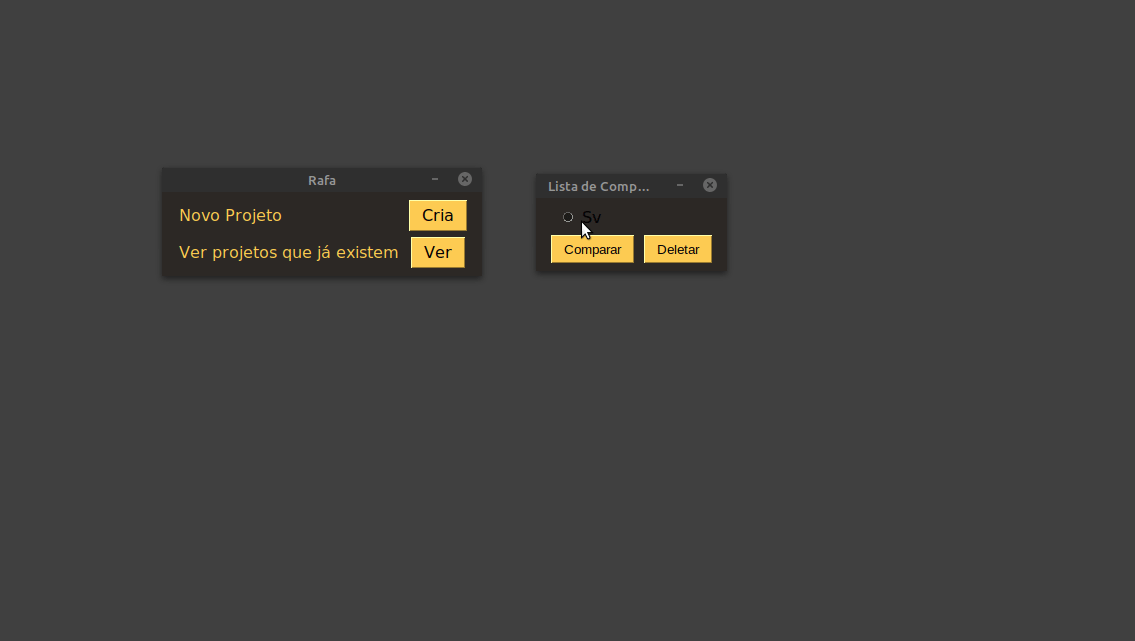 Rafa
Novo Projeto
Cria
Ver projetos que já existem
Ver
Lista de Comp...
Sv
Comparar
Deletar